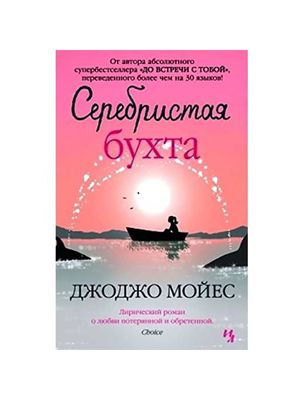 От автора абсолютного
супербестселлера «ДО ВСТРЕЧИ С ТОБОЙ»,
переведенного более чем на 30 языков!
Серебристая
бухта
ДЖОДЖО МОЙЕС
Лирический роман
о любви потерянной и обретенной.
Choice
И